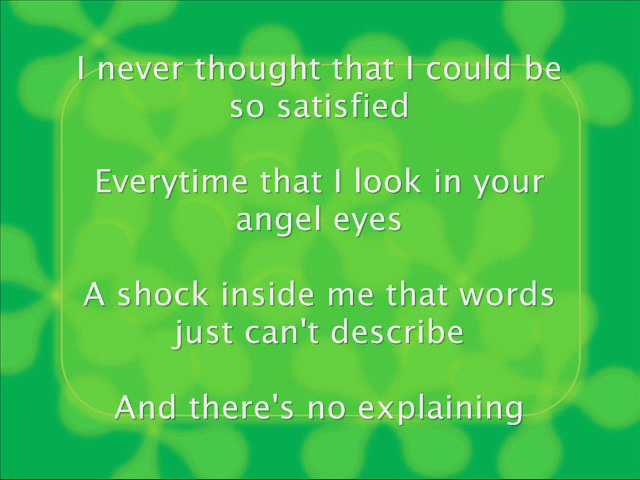 I never thought that I could be
so satisfied
Everytime that I look in your
angel eyes
A shock inside me that words
just can't describe
And there's no explaining